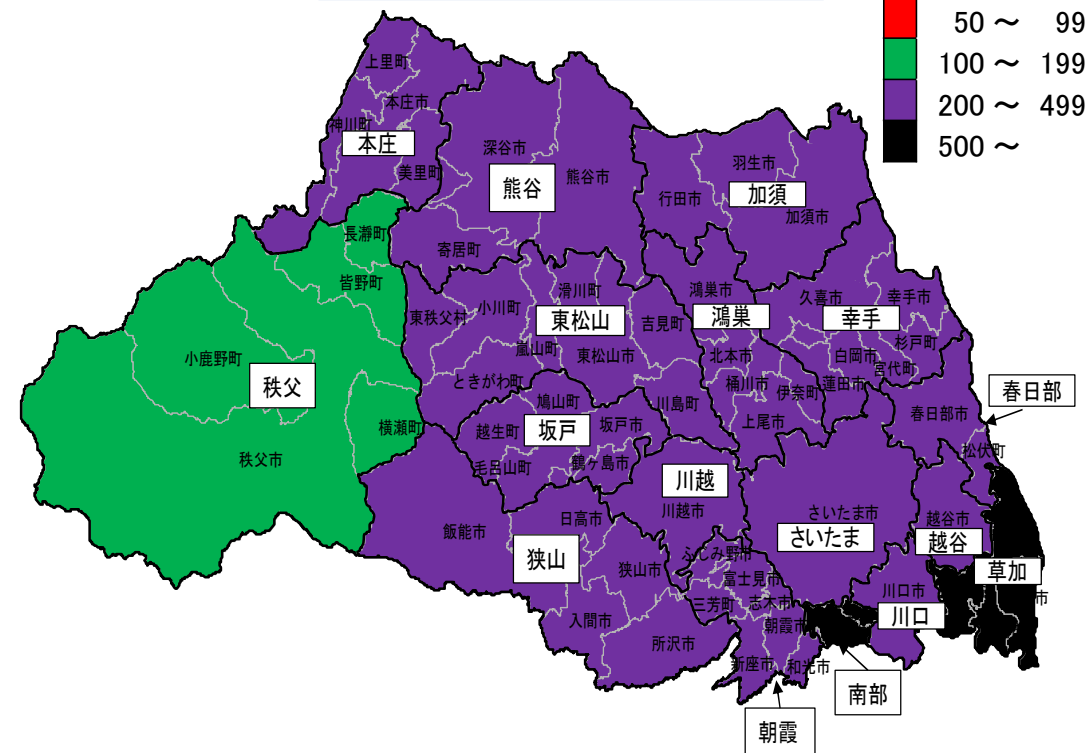 50 ～ 99
100 ～ 199
200 ～ 499
500 ～
上里町
本庄市
神川町
本庄
美里町
深谷市
熊谷市
熊谷
寄居町
羽生市
行田市
加須
加須市
長瀞町
皆野町
小鹿野町
秩父
秩父市
横瀬町
東秩父村
小川町
滑川町
東松山
吉見町
嵐山町
東松山市
ときがわ町
川島町
鴻巣市
鴻巣
北本市
桶川市
伊奈町
上尾市
久喜市
幸手市
幸手
杉戸町
白岡市
宮代町
蓮田市
春日部
春日部市
松伏町
鳩山町
越生町
坂戸
坂戸市
毛呂山町
鶴ヶ島市
川越
川越市
飯能市
日高市
狭山
狭山市
入間市
所沢市
ふじみ野市
富士見市
三芳町
志木市
朝霞市
新座市
和光市
さいたま市
さいたま
越谷市
越谷
草加
市
川口市
川口
南部
朝霞